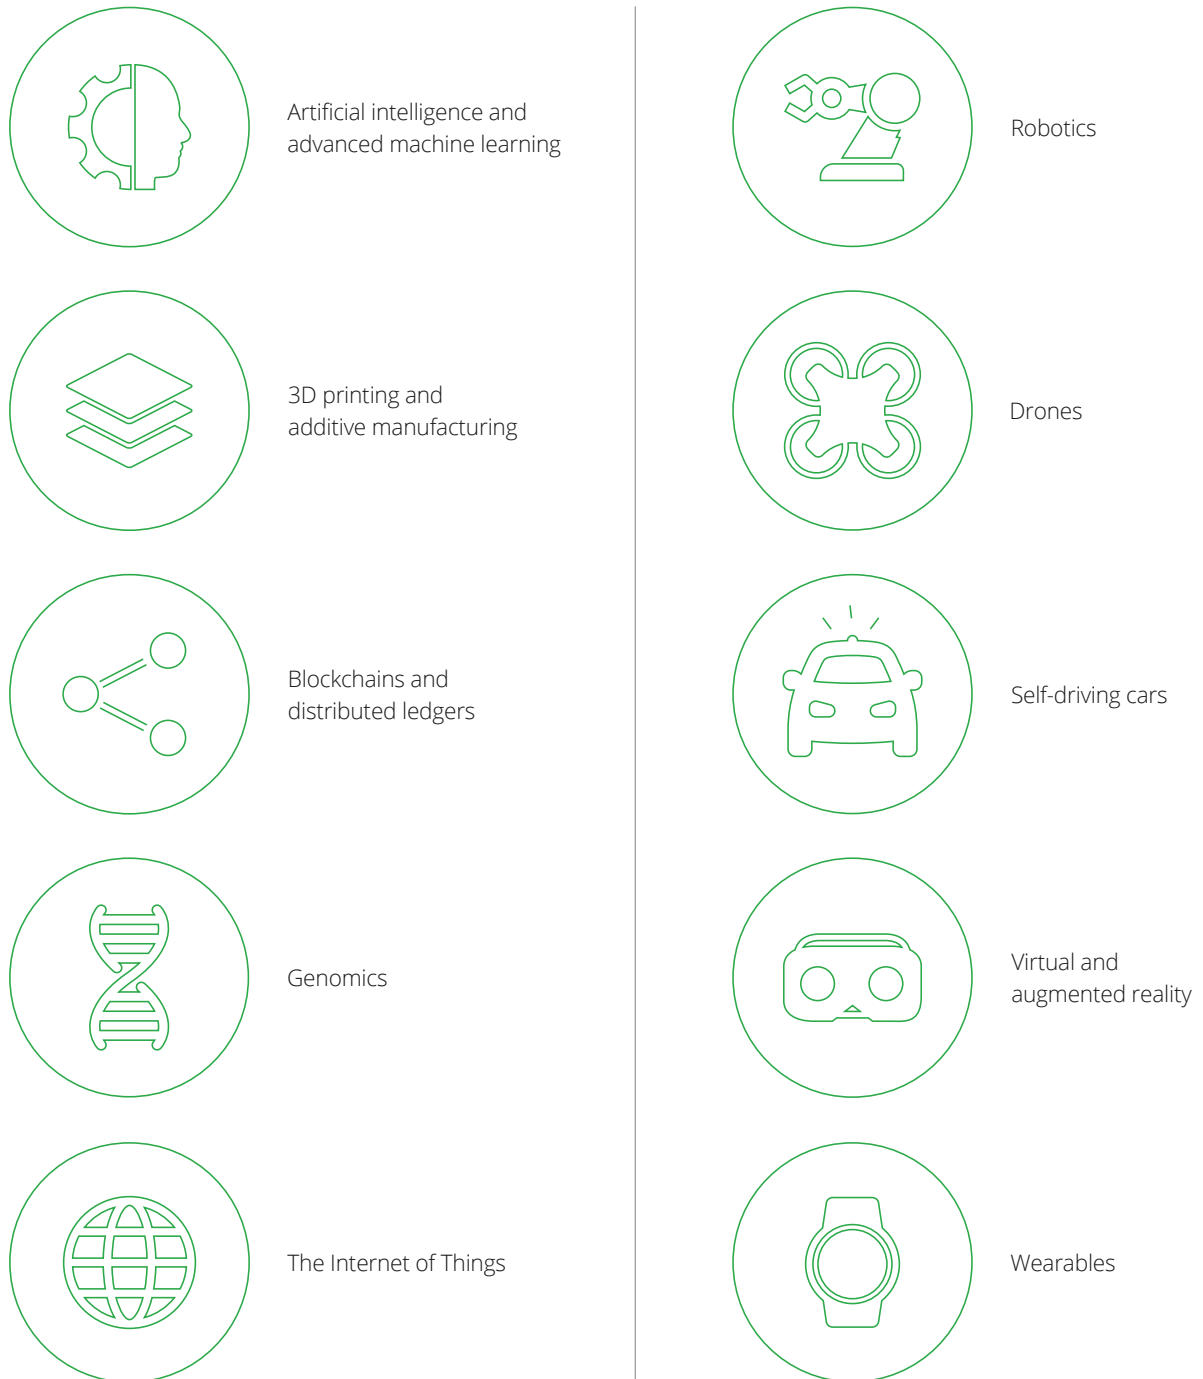 Artificial intelligence and
advanced machine learning
3D printing and
additive manufacturing
Blockchains and
distributed ledgers
Genomics
The Internet of Things
Robotics
Drones
Self-driving cars
Virtual and
augmented reality
Wearables